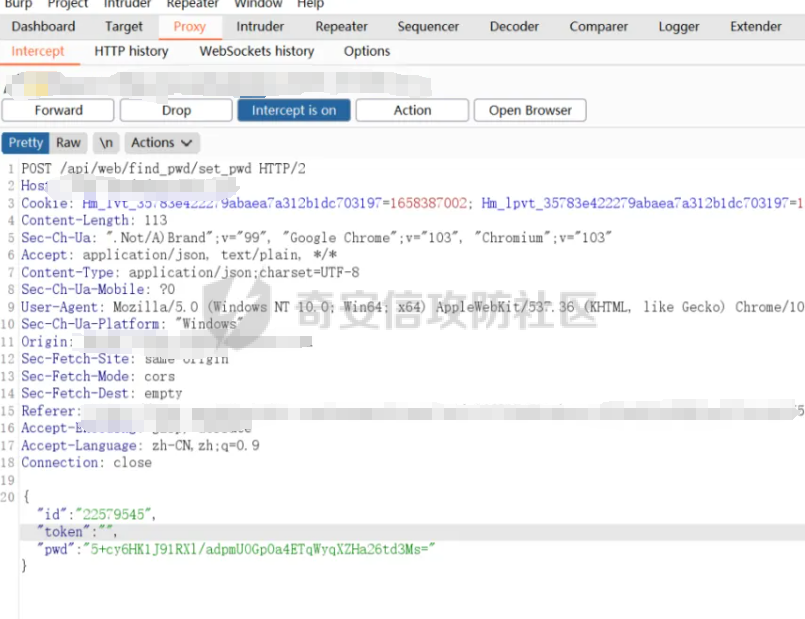 Burp Project Intruder Repeater Window Help
Dashboard Target Proxy Intruder Repeater Sequencer Decoder Comparer Logger Extender
Intercept HTTP history WebSockets history Options
Forward Drop Intercept is on Action Open Browser
Pretty Raw \n Actions
1 POST /api/web/find_pwd/set_pwd HTTP/2
2 Host:
3 Cookie: Hm_lvt_35783e422279abaea7a312b1dc703197=1658387002; Hm_lpvt_35783e422279abaea7a312b1dc703197=1
4 Content-Length: 113
5 Sec-Ch-Ua: ".Not/A)Brand";v="99", "Google Chrome";v="103", "Chromium";v="103"
6 Accept: application/json, text/plain, */*
7 Content-Type: application/json;charset=UTF-8
8 Sec-Ch-Ua-Mobile: ?0
9 User-Agent: Mozilla/5.0 (Windows NT 10.0; Win64; x64) AppleWebKit/537.36 (KHTML, like Gecko) Chrome/10
奇安信攻防社区
10 Sec-Ch-Ua-Platform: "Windows"
11 Origin:
12 Sec-Fetch-Site: same-origin
13 Sec-Fetch-Mode: cors
14 Sec-Fetch-Dest: empty
15 Referer: 5
16
17 Accept-Language: zh-CN,zh;q=0.9
18 Connection: close
19
20 {
"id":"22579545",
"token":"",
"pwd":"5+cy6HK1J91RXl/adpmU0GpOa4ETqWyqXZHa26td3Ms="
}